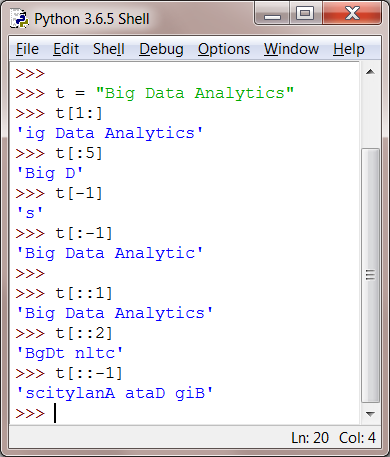 Python 3.6.5 Shell
File Edit Shell Debug Options Window Help
>>>
>>> t = "Big Data Analytics"
>>> t[1:]
'ig Data Analytics'
>>> t[:5]
'Big D'
>>> t[-1]
's'
>>> t[:-1]
'Big Data Analytic'
>>>
>>> t[::1]
'Big Data Analytics'
>>> t[::2]
'BgDt nltc'
>>> t[::-1]
'scitylanA ataD giB'
>>>
Ln: 20 Col: 4